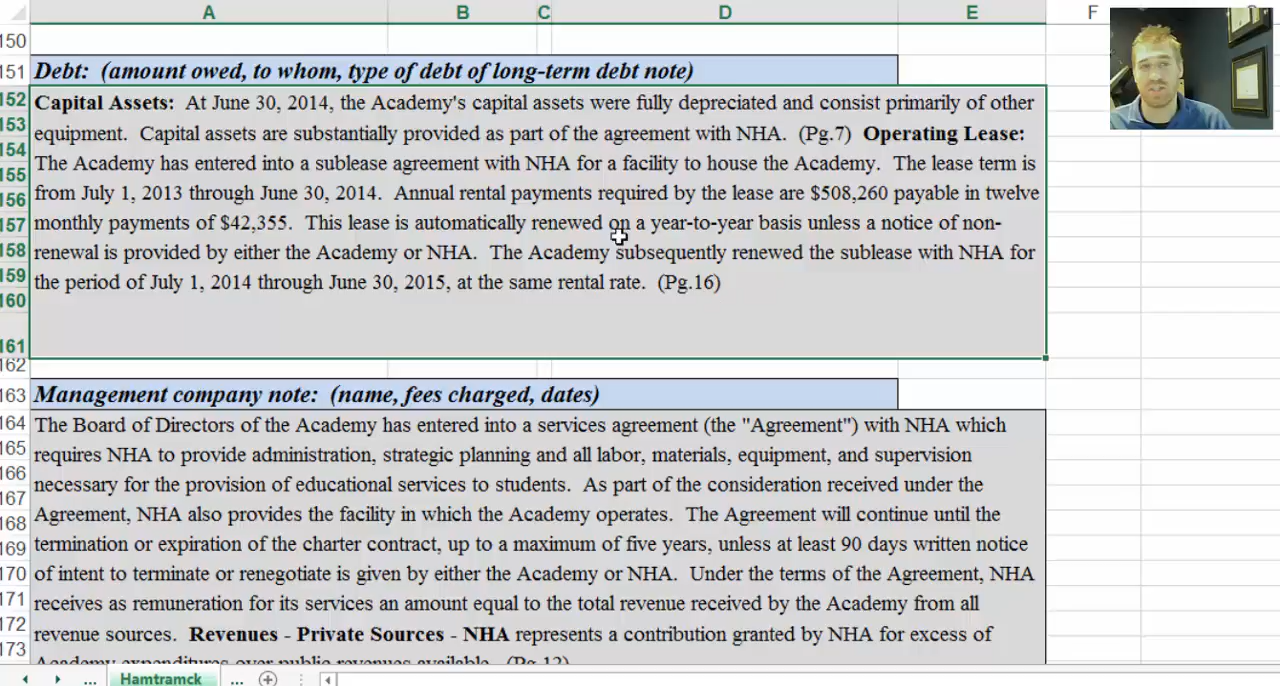 A B C D E F
150
151 Debt: (amount owed, to whom, type of debt of long-term debt note)
152 Capital Assets: At June 30, 2014, the Academy's capital assets were fully depreciated and consist primarily of other
153 equipment. Capital assets are substantially provided as part of the agreement with NHA. (Pg.7) Operating Lease:
154 The Academy has entered into a sublease agreement with NHA for a facility to house the Academy. The lease term is
155 from July 1, 2013 through June 30, 2014. Annual rental payments required by the lease are $508,260 payable in twelve
156
157 monthly payments of $42,355. This lease is automatically renewed on a year-to-year basis unless a notice of non-
158 renewal is provided by either the Academy or NHA. The Academy subsequently renewed the sublease with NHA for
159 the period of July 1, 2014 through June 30, 2015, at the same rental rate. (Pg.16)
160
161
162
163 Management company note: (name, fees charged, dates)
164 The Board of Directors of the Academy has entered into a services agreement (the "Agreement") with NHA which
165 requires NHA to provide administration, strategic planning and all labor, materials, equipment, and supervision
166 necessary for the provision of educational services to students. As part of the consideration received under the
167
168 Agreement, NHA also provides the facility in which the Academy operates. The Agreement will continue until the
169 termination or expiration of the charter contract, up to a maximum of five years, unless at least 90 days written notice
170 of intent to terminate or renegotiate is given by either the Academy or NHA. Under the terms of the Agreement, NHA
171 receives as remuneration for its services an amount equal to the total revenue received by the Academy from all
172 revenue sources. Revenues - Private Sources - NHA represents a contribution granted by NHA for excess of
173 Academy expenditures over public revenues available. (Pg.12)
... Hamtramck ...